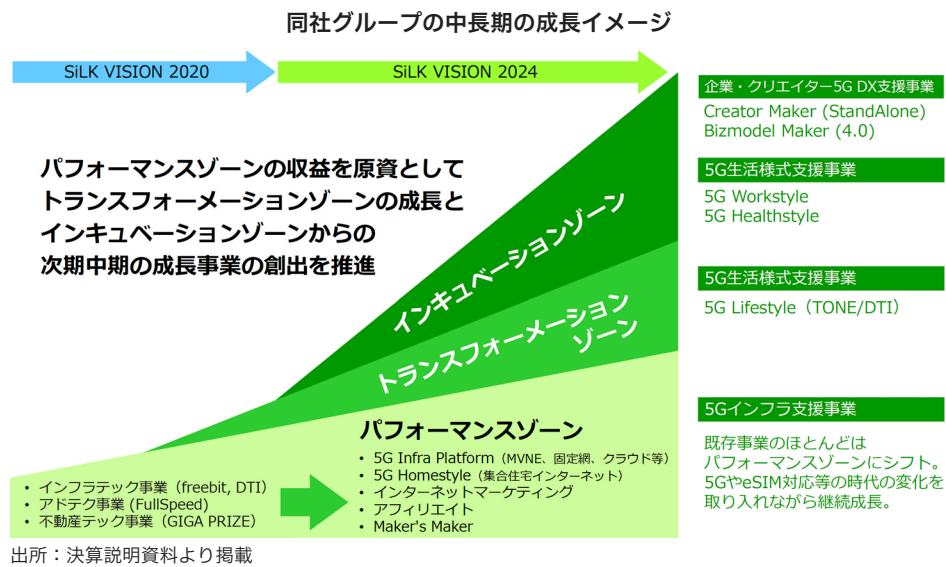 同社グループの中長期の成長イメージ
SiLK VISION 2020
SiLK VISION 2024
パフォーマンスゾーンの収益を原資として
トランスフォーメーションゾーンの成長と
インキュベーションゾーンからの
次期中期の成長事業の創出を推進
インキュベーションゾーン
トランスフォーメーション
ゾーン
パフォーマンスゾーン
• 5G Infra Platform（MVNE、固定網、クラウド等）
• 5G Homestyle（集合住宅インターネット）
• インターネットマーケティング
• アフィリエイト
• Maker's Maker
• インフラテック事業（freebit, DTI）
• アドテク事業 (FullSpeed)
• 不動産テック事業（GIGA PRIZE）
企業・クリエイター5G DX支援事業
Creator Maker (StandAlone)
Bizmodel Maker (4.0)
5G生活様式支援事業
5G Workstyle
5G Healthstyle
5G生活様式支援事業
5G Lifestyle（TONE/DTI）
5Gインフラ支援事業
既存事業のほとんどは
パフォーマンスゾーンにシフト。
5GやeSIM対応等の時代の変化を
取り入れながら継続成長。
出所：決算説明資料より掲載